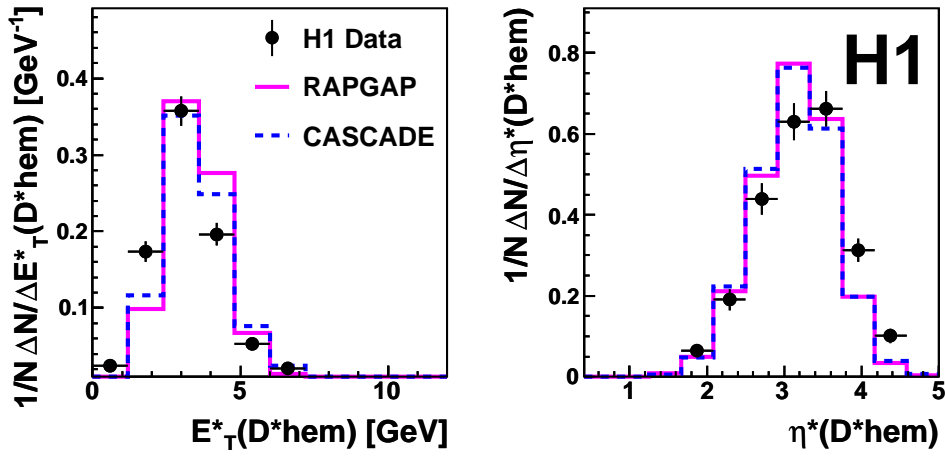 1/N ΔN/ΔE*T(D*hem) [GeV-1]
0.4
0.3
0.2
0.1
0
5
10
E*T(D*hem) [GeV]
H1 Data
RAPGAP
CASCADE
1/N ΔN/Δη*(D*hem)
0.8
0.6
0.4
0.2
0
1
2
3
4
5
η*(D*hem)
H1